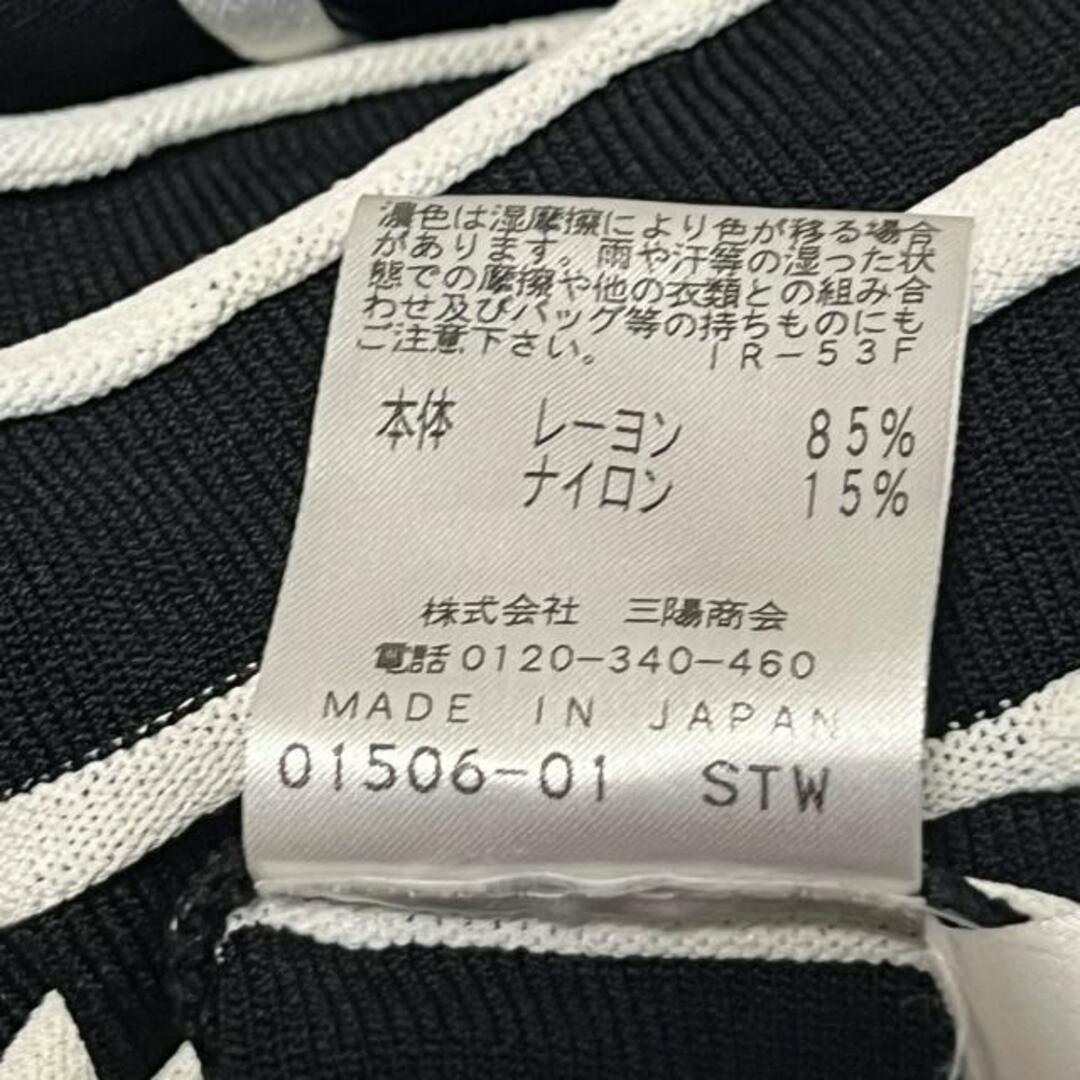 濃色は湿摩擦により色が移る場合
があります。雨や汗等の湿った状
態での摩擦や他の衣類との組み合
わせ及びバッグ等の持ちものにも
ご注意下さい。 IR-53F
本体 レーヨン 85%
ナイロン 15%
株式会社 三陽商会
電話0120-340-460
MADE IN JAPAN
01506-01 STW